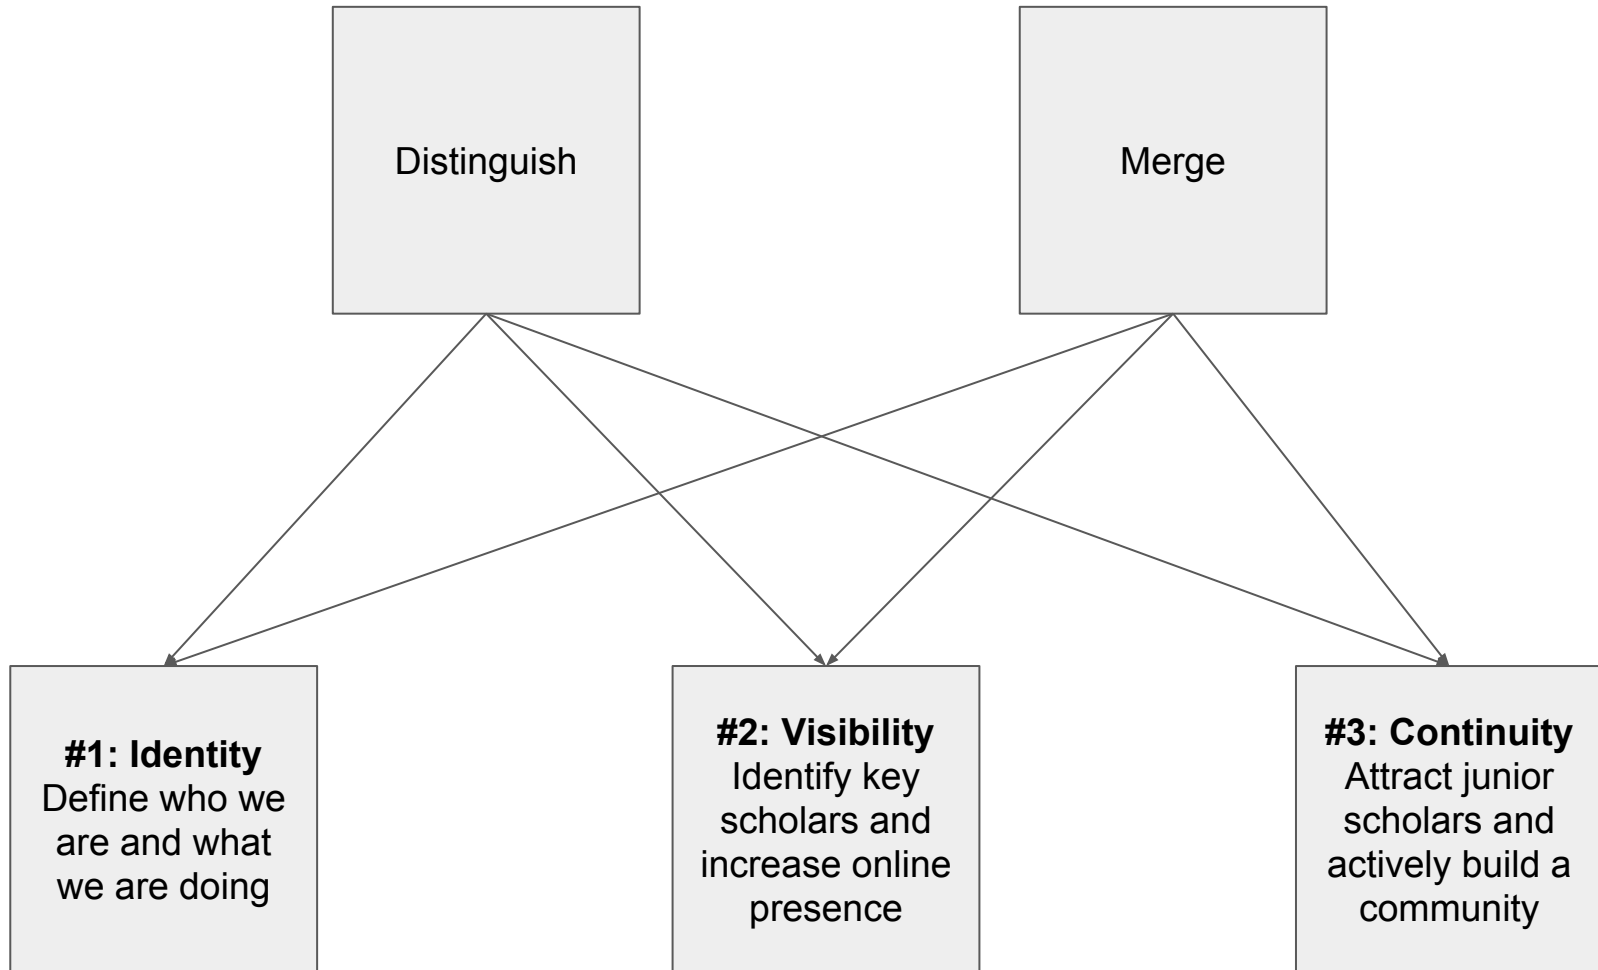 Distinguish
Merge
#1: Identity
Define who we
are and what
we are doing
#2: Visibility
Identify key
scholars and
increase online
presence
#3: Continuity
Attract junior
scholars and
actively build a
community